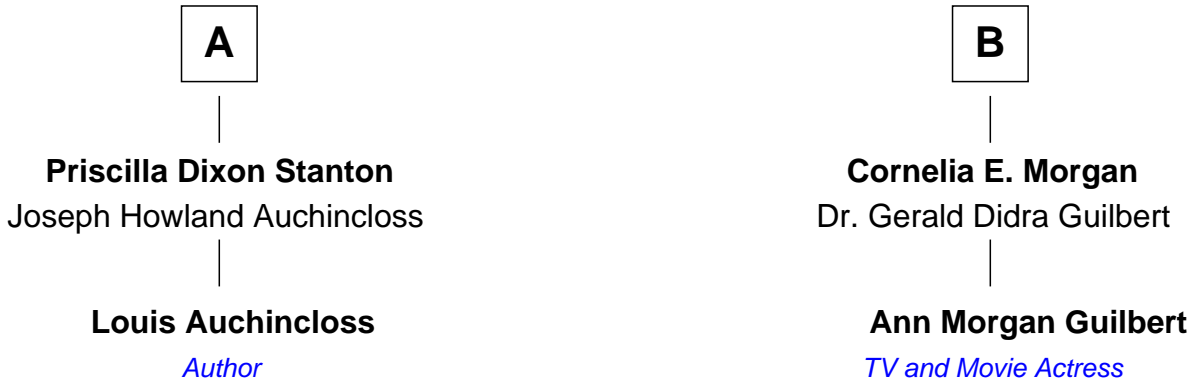 A
Priscilla Dixon Stanton
Joseph Howland Auchincloss
Louis Auchincloss
Author
B
Cornelia E. Morgan
Dr. Gerald Didra Guilbert
Ann Morgan Guilbert
TV and Movie Actress